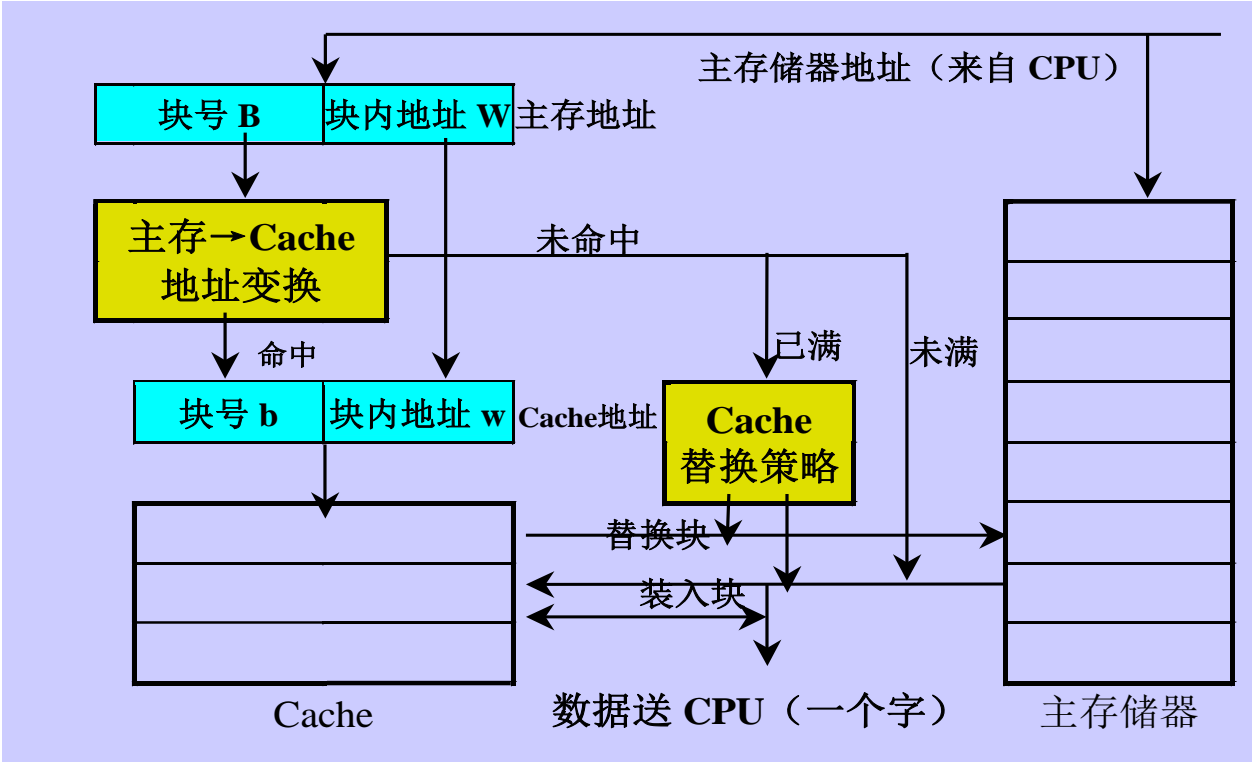 主存储器地址（来自 CPU）
块号 B
块内地址 W
主存地址
主存→Cache
地址变换
未命中
命中
已满
未满
块号 b
块内地址 w
Cache地址
Cache
替换策略
替换块
装入块
Cache
数据送 CPU（一个字）
主存储器